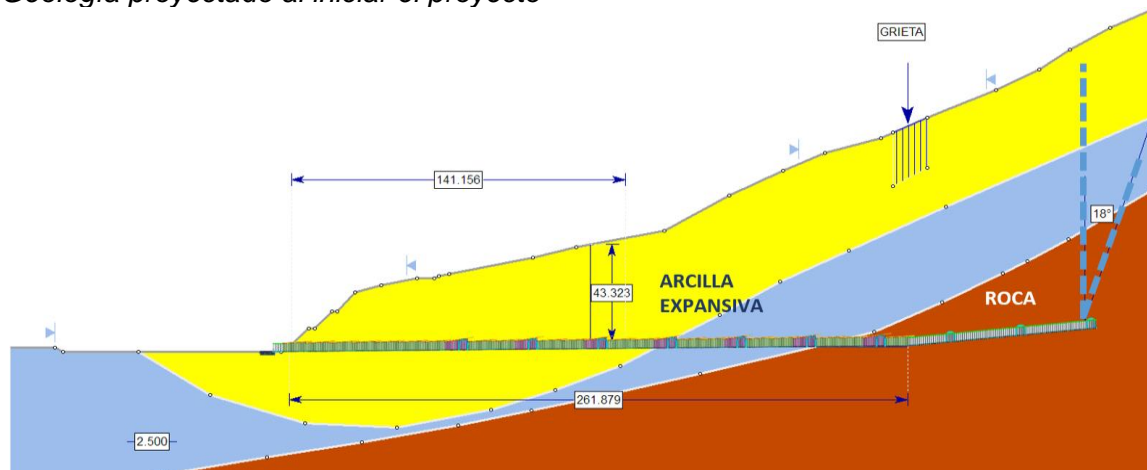 Geología proyectado al iniciar el proyecto
GRIETA
141.156
18°
43.323
ARCILLA
EXPANSIVA
ROCA
261.879
2.500